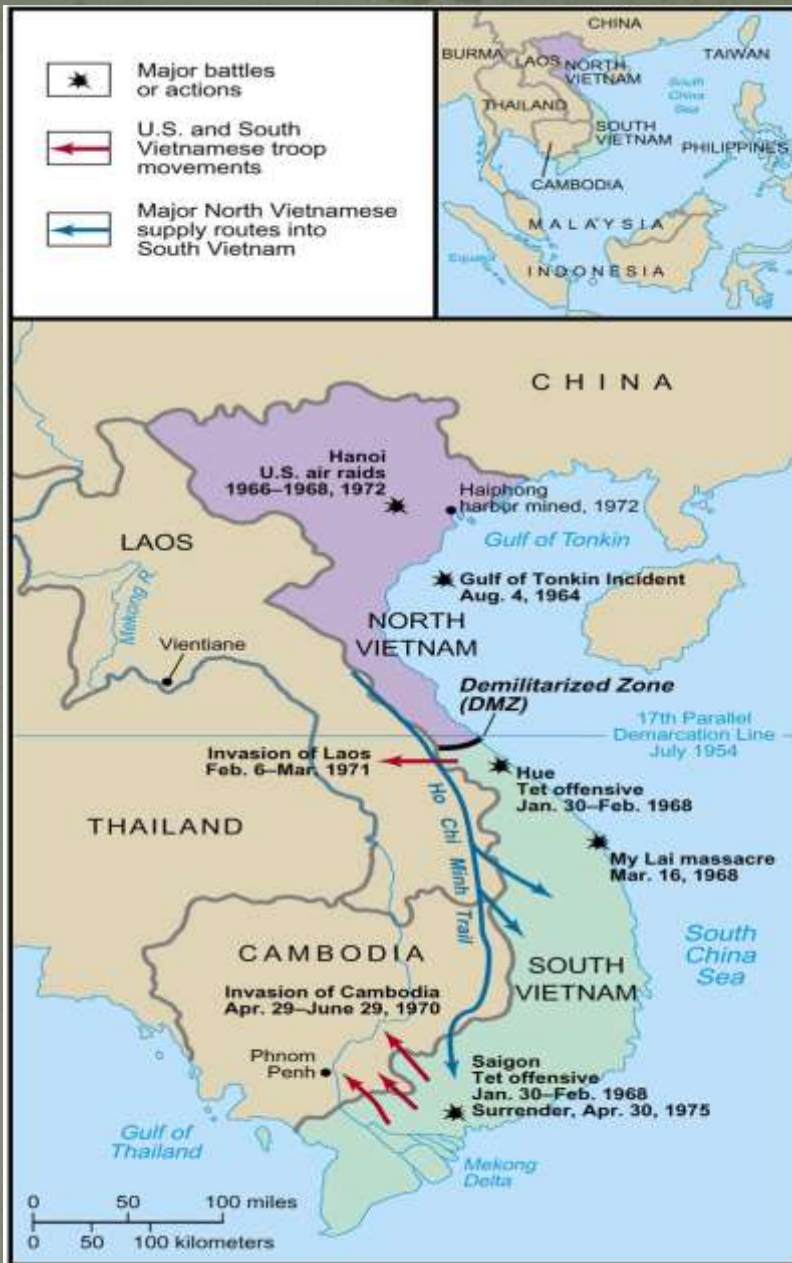 Major battles
or actions
U.S. and South
Vietnamese troop
movements
Major North Vietnamese
supply routes into
South Vietnam
CHINA
BURMA
LAOS
NORTH
VIETNAM
TAIWAN
South
China
Sea
THAILAND
SOUTH
VIETNAM
PHILIPPINES
CAMBODIA
MALAYSIA
Equator
INDONESIA
CHINA
Hanoi
U.S. air raids
1966–1968, 1972
Haiphong
harbor mined, 1972
LAOS
Gulf of Tonkin
Gulf of Tonkin Incident
Aug. 4, 1964
Mekong R.
NORTH
VIETNAM
Vientiane
Demilitarized Zone
(DMZ)
17th Parallel
Demarcation Line
July 1954
Invasion of Laos
Feb. 6–Mar. 1971
Hue
Tet offensive
Jan. 30–Feb. 1968
THAILAND
Ho Chi Minh Trail
My Lai massacre
Mar. 16, 1968
CAMBODIA
South
China
Sea
SOUTH
VIETNAM
Invasion of Cambodia
Apr. 29–June 29, 1970
Phnom
Penh
Saigon
Tet offensive
Jan. 30–Feb. 1968
Surrender, Apr. 30, 1975
Gulf of
Thailand
Mekong
Delta
0 50 100 miles
0 50 100 kilometers